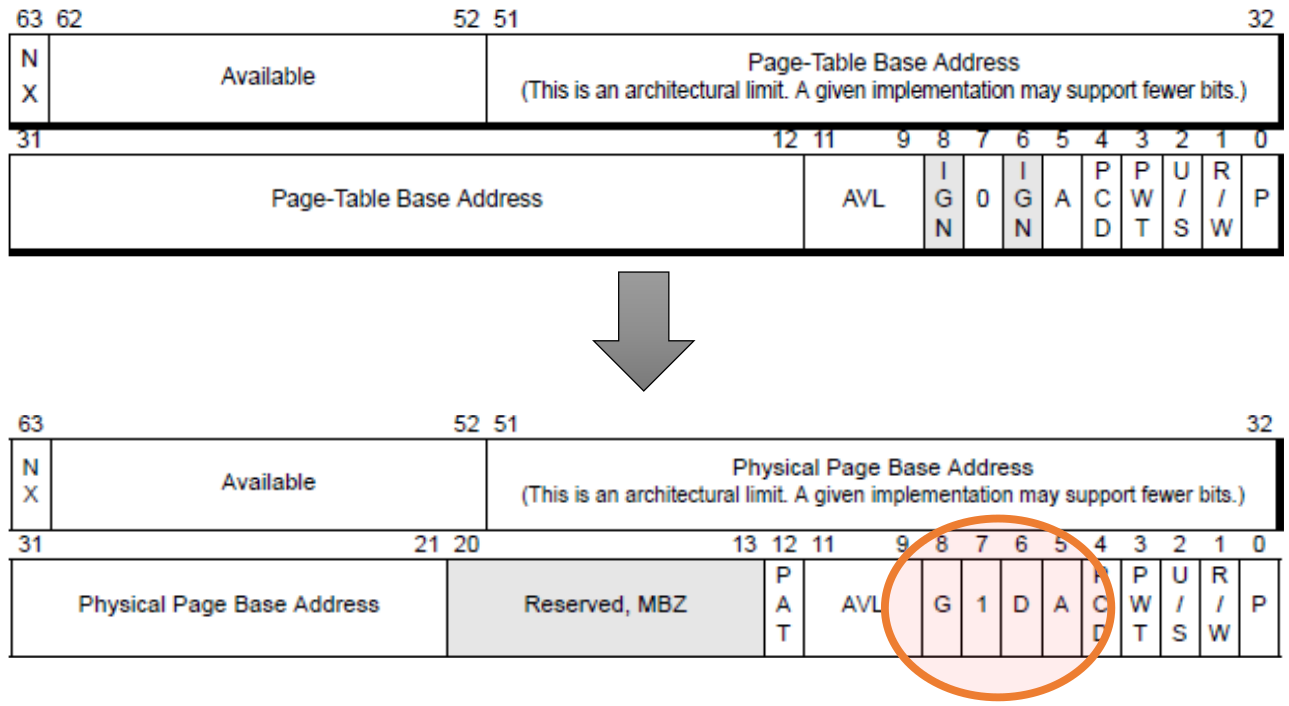 63 62 52 51 32
N X Available Page-Table Base Address
(This is an architectural limit. A given implementation may support fewer bits.)
31 12 11 9 8 7 6 5 4 3 2 1 0
Page-Table Base Address AVL IGN 0 IGN A PCD PWT U/S R/W P
63 52 51 32
N X Available Physical Page Base Address
(This is an architectural limit. A given implementation may support fewer bits.)
31 21 20 13 12 11 9 8 7 6 5 4 3 2 1 0
Physical Page Base Address Reserved, MBZ PAT AVL G 1 D A PCD PWT U/S R/W P